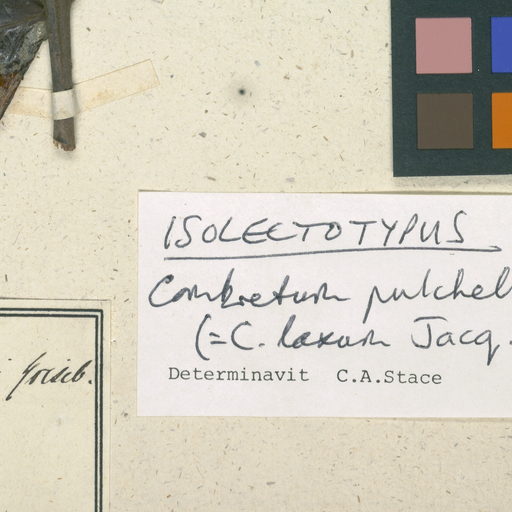 ISOLECTOTYPUS
Combretum pulchel
(= C. laxum Jacq.
Determinavit C.A.Stace
Griseb.